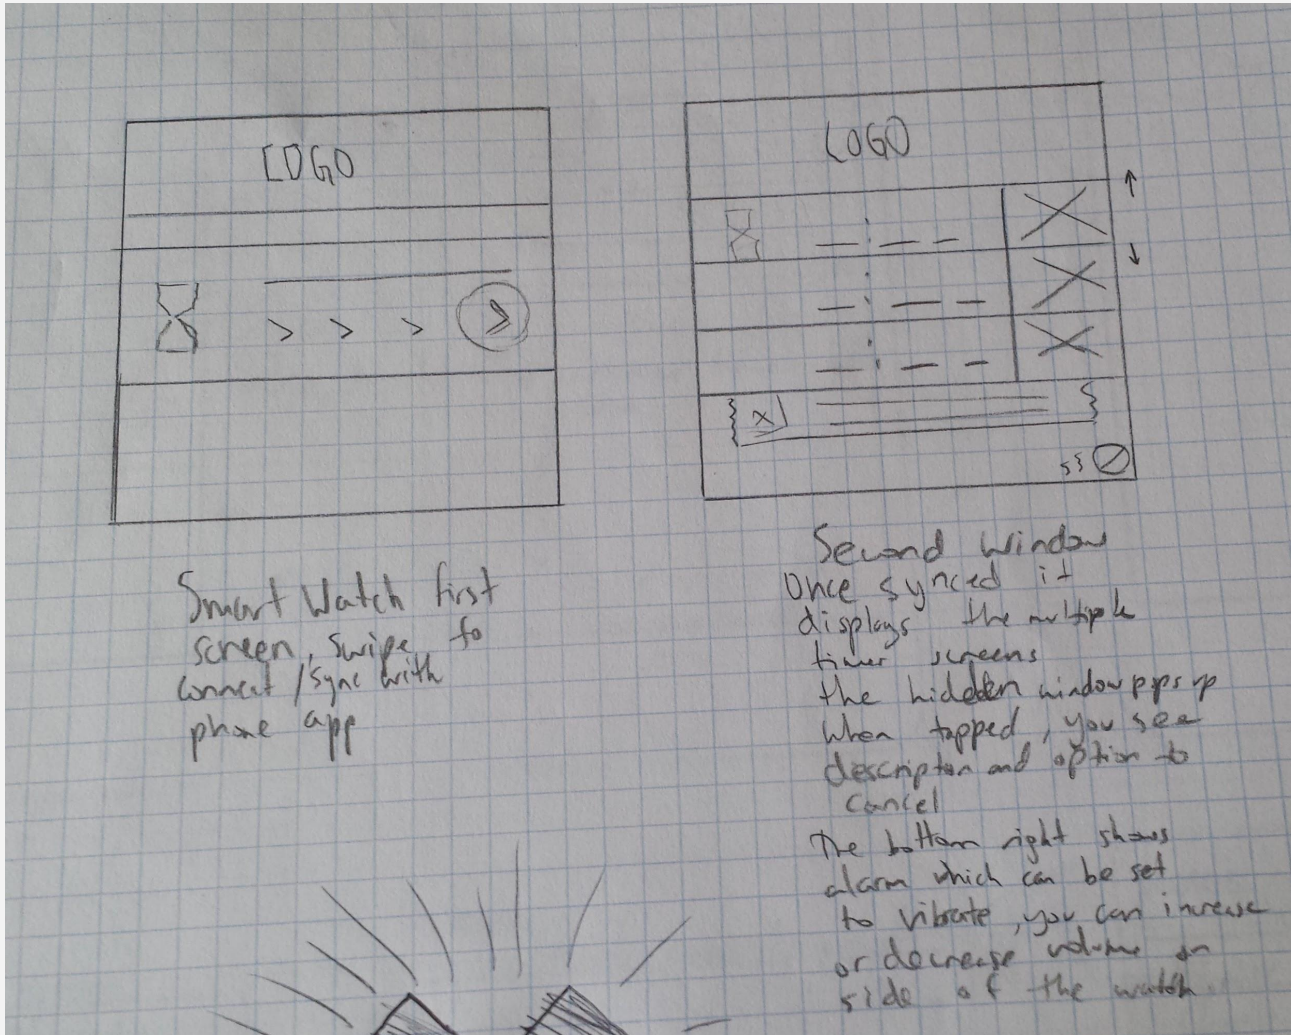 LOGO
LOGO
Smart Watch first
screen, swipe to
connect /sync with
phone app
Second window
Once synced it
displays the multiple
timer screens
the hidden window pops up
when tapped, you see
description and option to
cancel
The bottom right shows
alarm which can be set
to vibrate, you can increase
or decrease volume on
side of the watch